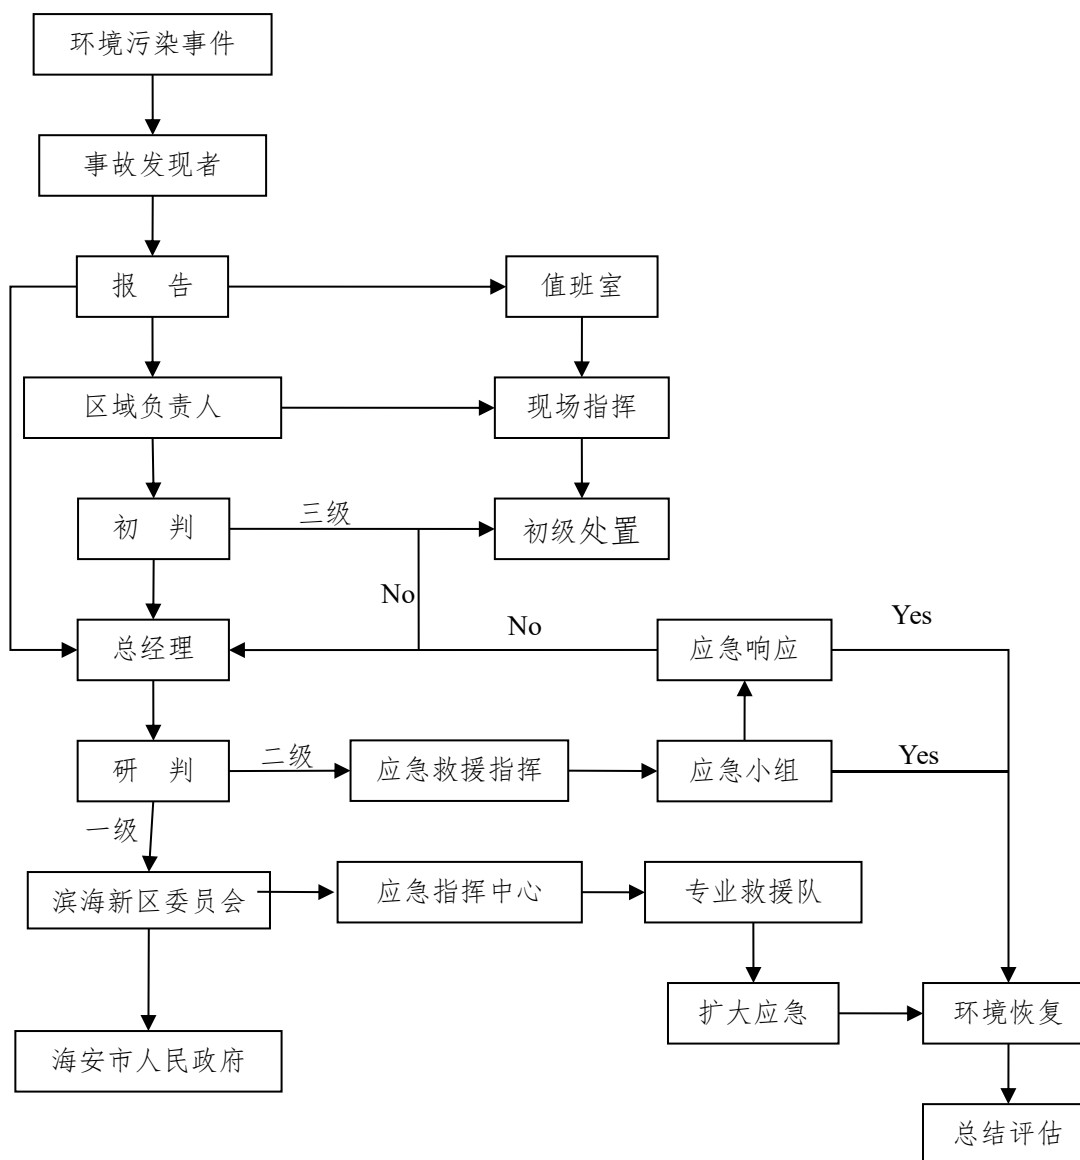 环境污染事件
事故发现者
报 告
值班室
区域负责人
现场指挥
初 判
三级
初级处置
No
总经理
No
应急响应
Yes
研 判
二级
应急救援指挥
应急小组
Yes
一级
滨海新区委员会
应急指挥中心
专业救援队
扩大应急
环境恢复
海安市人民政府
总结评估